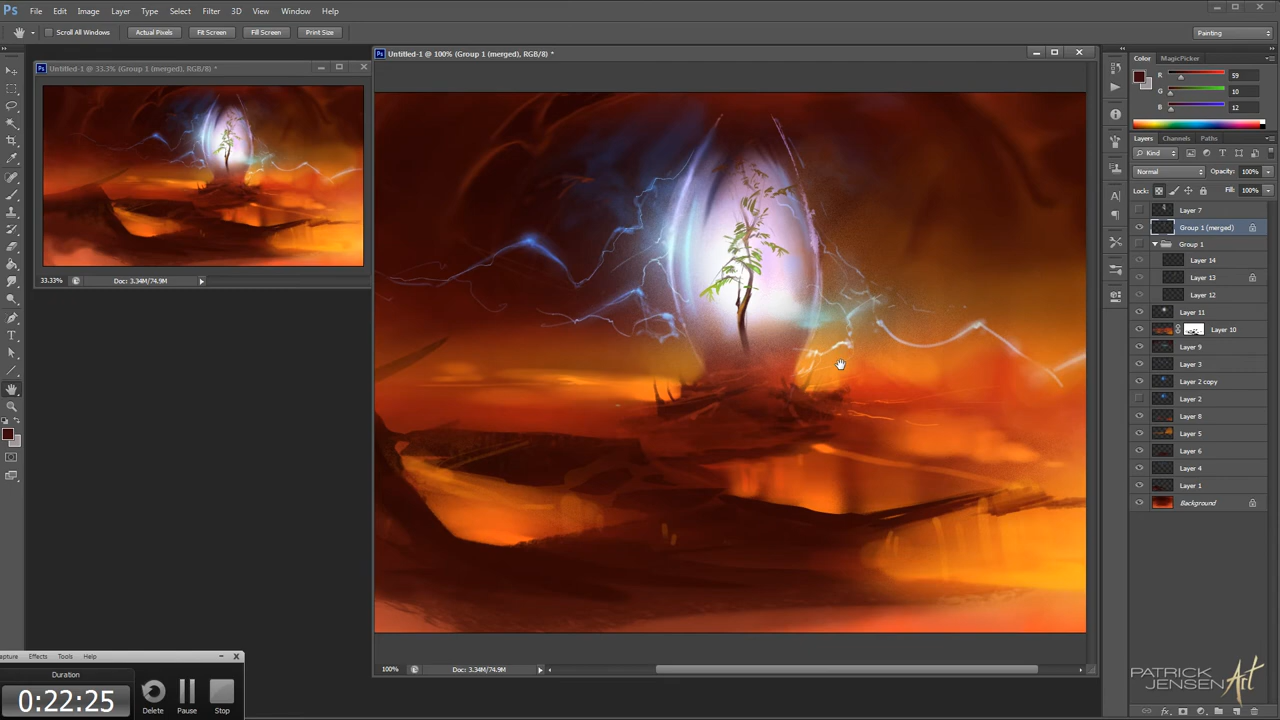 Ps File Edit Image Layer Type Select Filter 3D View Window Help
Scroll All Windows Actual Pixels Fit Screen Fill Screen Print Size Painting
Untitled-1 @ 33.3% (Group 1 (merged), RGB/8) *
33.33% Doc: 3.34M/74.9M
Untitled-1 @ 100% (Group 1 (merged), RGB/8) *
100% Doc: 3.34M/74.9M
Color MagicPicker
R 59
G 10
B 12
Layers Channels Paths
Kind
Normal Opacity: 100%
Lock: Fill: 100%
Layer 7
Group 1 (merged)
Group 1
Layer 14
Layer 13
Layer 12
Layer 11
Layer 10
Layer 9
Layer 3
Layer 2 copy
Layer 2
Layer 8
Layer 5
Layer 6
Layer 4
Layer 1
Background
apture Effects Tools Help
Duration
0:22:25
Delete Pause Stop
PATRICK
JENSEN Art